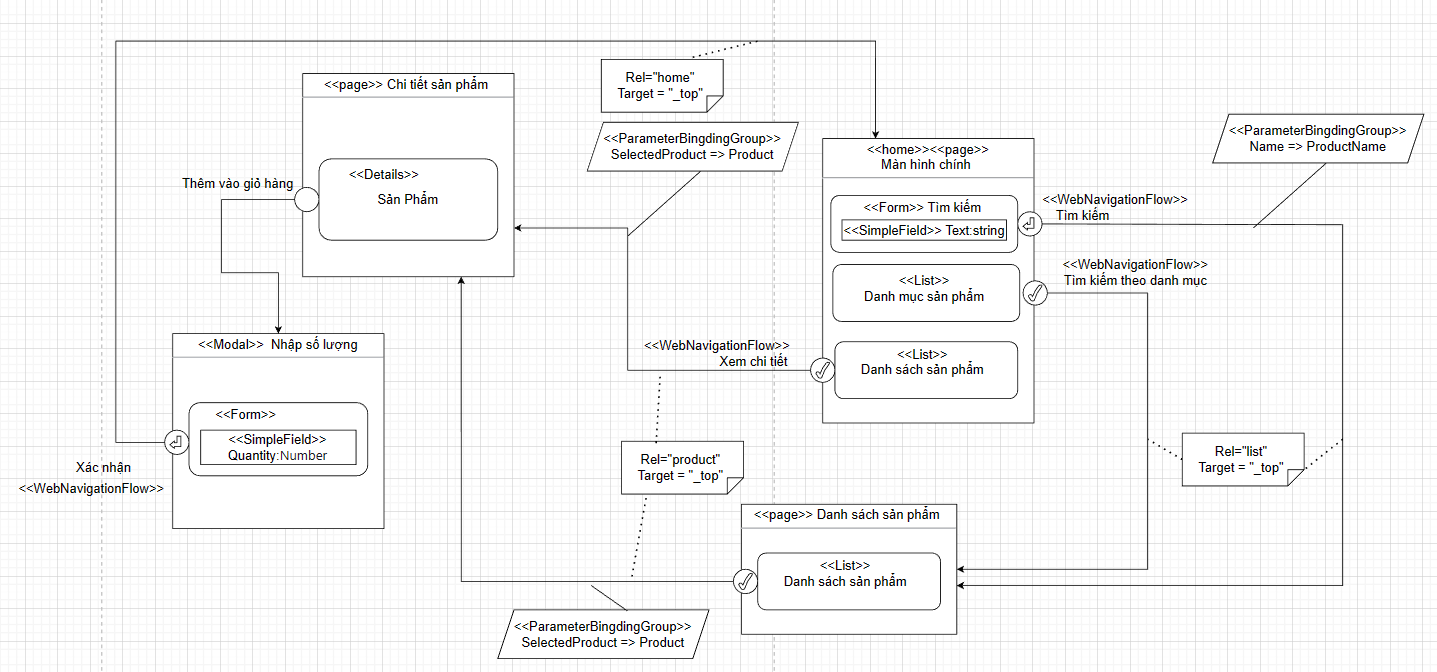 Rel="home"
Target = "_top"
<<page>> Chi tiết sản phẩm
<<Details>>
Sản Phẩm
Thêm vào giỏ hàng
<<ParameterBingdingGroup>>
SelectedProduct => Product
<<home>><<page>>
Màn hình chính
<<Form>> Tìm kiếm
<<SimpleField>> Text:string
<<List>>
Danh mục sản phẩm
<<List>>
Danh sách sản phẩm
<<ParameterBingdingGroup>>
Name => ProductName
<<WebNavigationFlow>>
Tìm kiếm
<<WebNavigationFlow>>
Tìm kiếm theo danh mục
<<WebNavigationFlow>>
Xem chi tiết
<<Modal>> Nhập số lượng
<<Form>>
<<SimpleField>>
Quantity:Number
Xác nhận
<<WebNavigationFlow>>
Rel="product"
Target = "_top"
Rel="list"
Target = "_top"
<<page>> Danh sách sản phẩm
<<List>>
Danh sách sản phẩm
<<ParameterBingdingGroup>>
SelectedProduct => Product